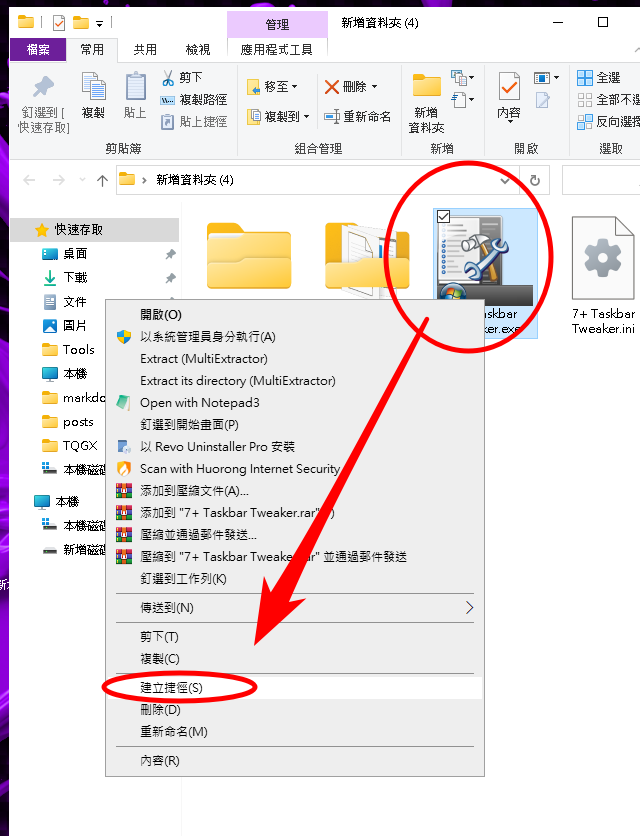 管理
新增資料夾 (4)
檔案
常用
共用
檢視
應用程式工具
釘選到 [
快速存取]
複製
貼上
剪下
複製路徑
貼上捷徑
移至
複製到
刪除
重新命名
新增
資料夾
內容
全選
全部不選
反向選擇
剪貼簿
組合管理
新增
開啟
選取
新增資料夾 (4)
快速存取
桌面
下載
文件
圖片
Tools
本機
markdo
posts
TQGX
本機磁碟
本機
本機磁碟
新增磁碟
Taskbar
ker.exe
7+ Taskbar
Tweaker.ini
開啟(O)
以系統管理員身分執行(A)
Extract (MultiExtractor)
Extract its directory (MultiExtractor)
Open with Notepad3
釘選到開始畫面(P)
以 Revo Uninstaller Pro 安裝
Scan with Huorong Internet Security
添加到壓縮文件(A)...
添加到 "7+ Taskbar Tweaker.rar"
壓縮並通過郵件發送...
壓縮到 "7+ Taskbar Tweaker.rar" 並通過郵件發送
釘選到工作列(K)
傳送到(N)
剪下(T)
複製(C)
建立捷徑(S)
刪除(D)
重新命名(M)
內容(R)